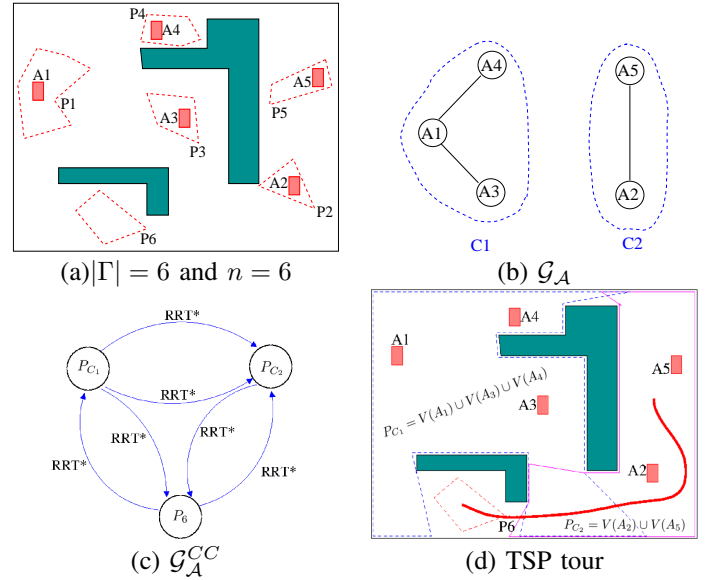 P4
A4
A1
P1
A5
P5
A3
P3
A2
P2
P6
(a)|Γ| = 6 and n = 6
A4
A1
A3
C1
A5
A2
C2
(b) 𝒢_𝒜
RRT*
P_{C_1}
P_{C_2}
RRT*
RRT*
RRT*
RRT*
RRT*
P_6
(c) 𝒢_𝒜^{CC}
A4
A1
A5
A3
P_{C_1} = V(A_1) ∪ V(A_3) ∪ V(A_4)
A2
P6
P_{C_2} = V(A_2) ∪ V(A_5)
(d) TSP tour